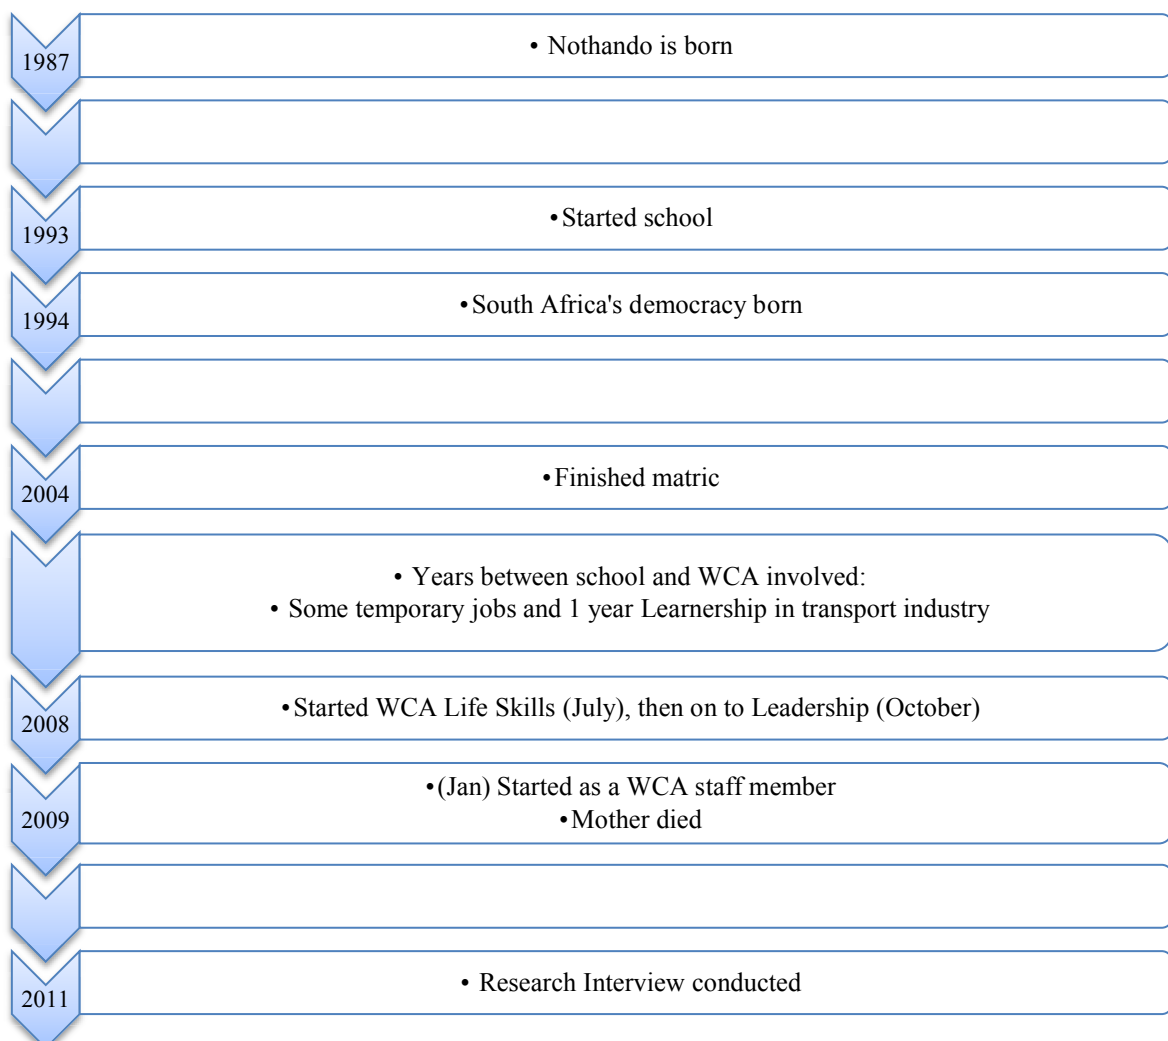 1987
• Nothando is born
1993
•Started school
1994
•South Africa's democracy born
2004
•Finished matric
• Years between school and WCA involved:
• Some temporary jobs and 1 year Learnership in transport industry
2008
•Started WCA Life Skills (July), then on to Leadership (October)
2009
•(Jan) Started as a WCA staff member
•Mother died
2011
• Research Interview conducted